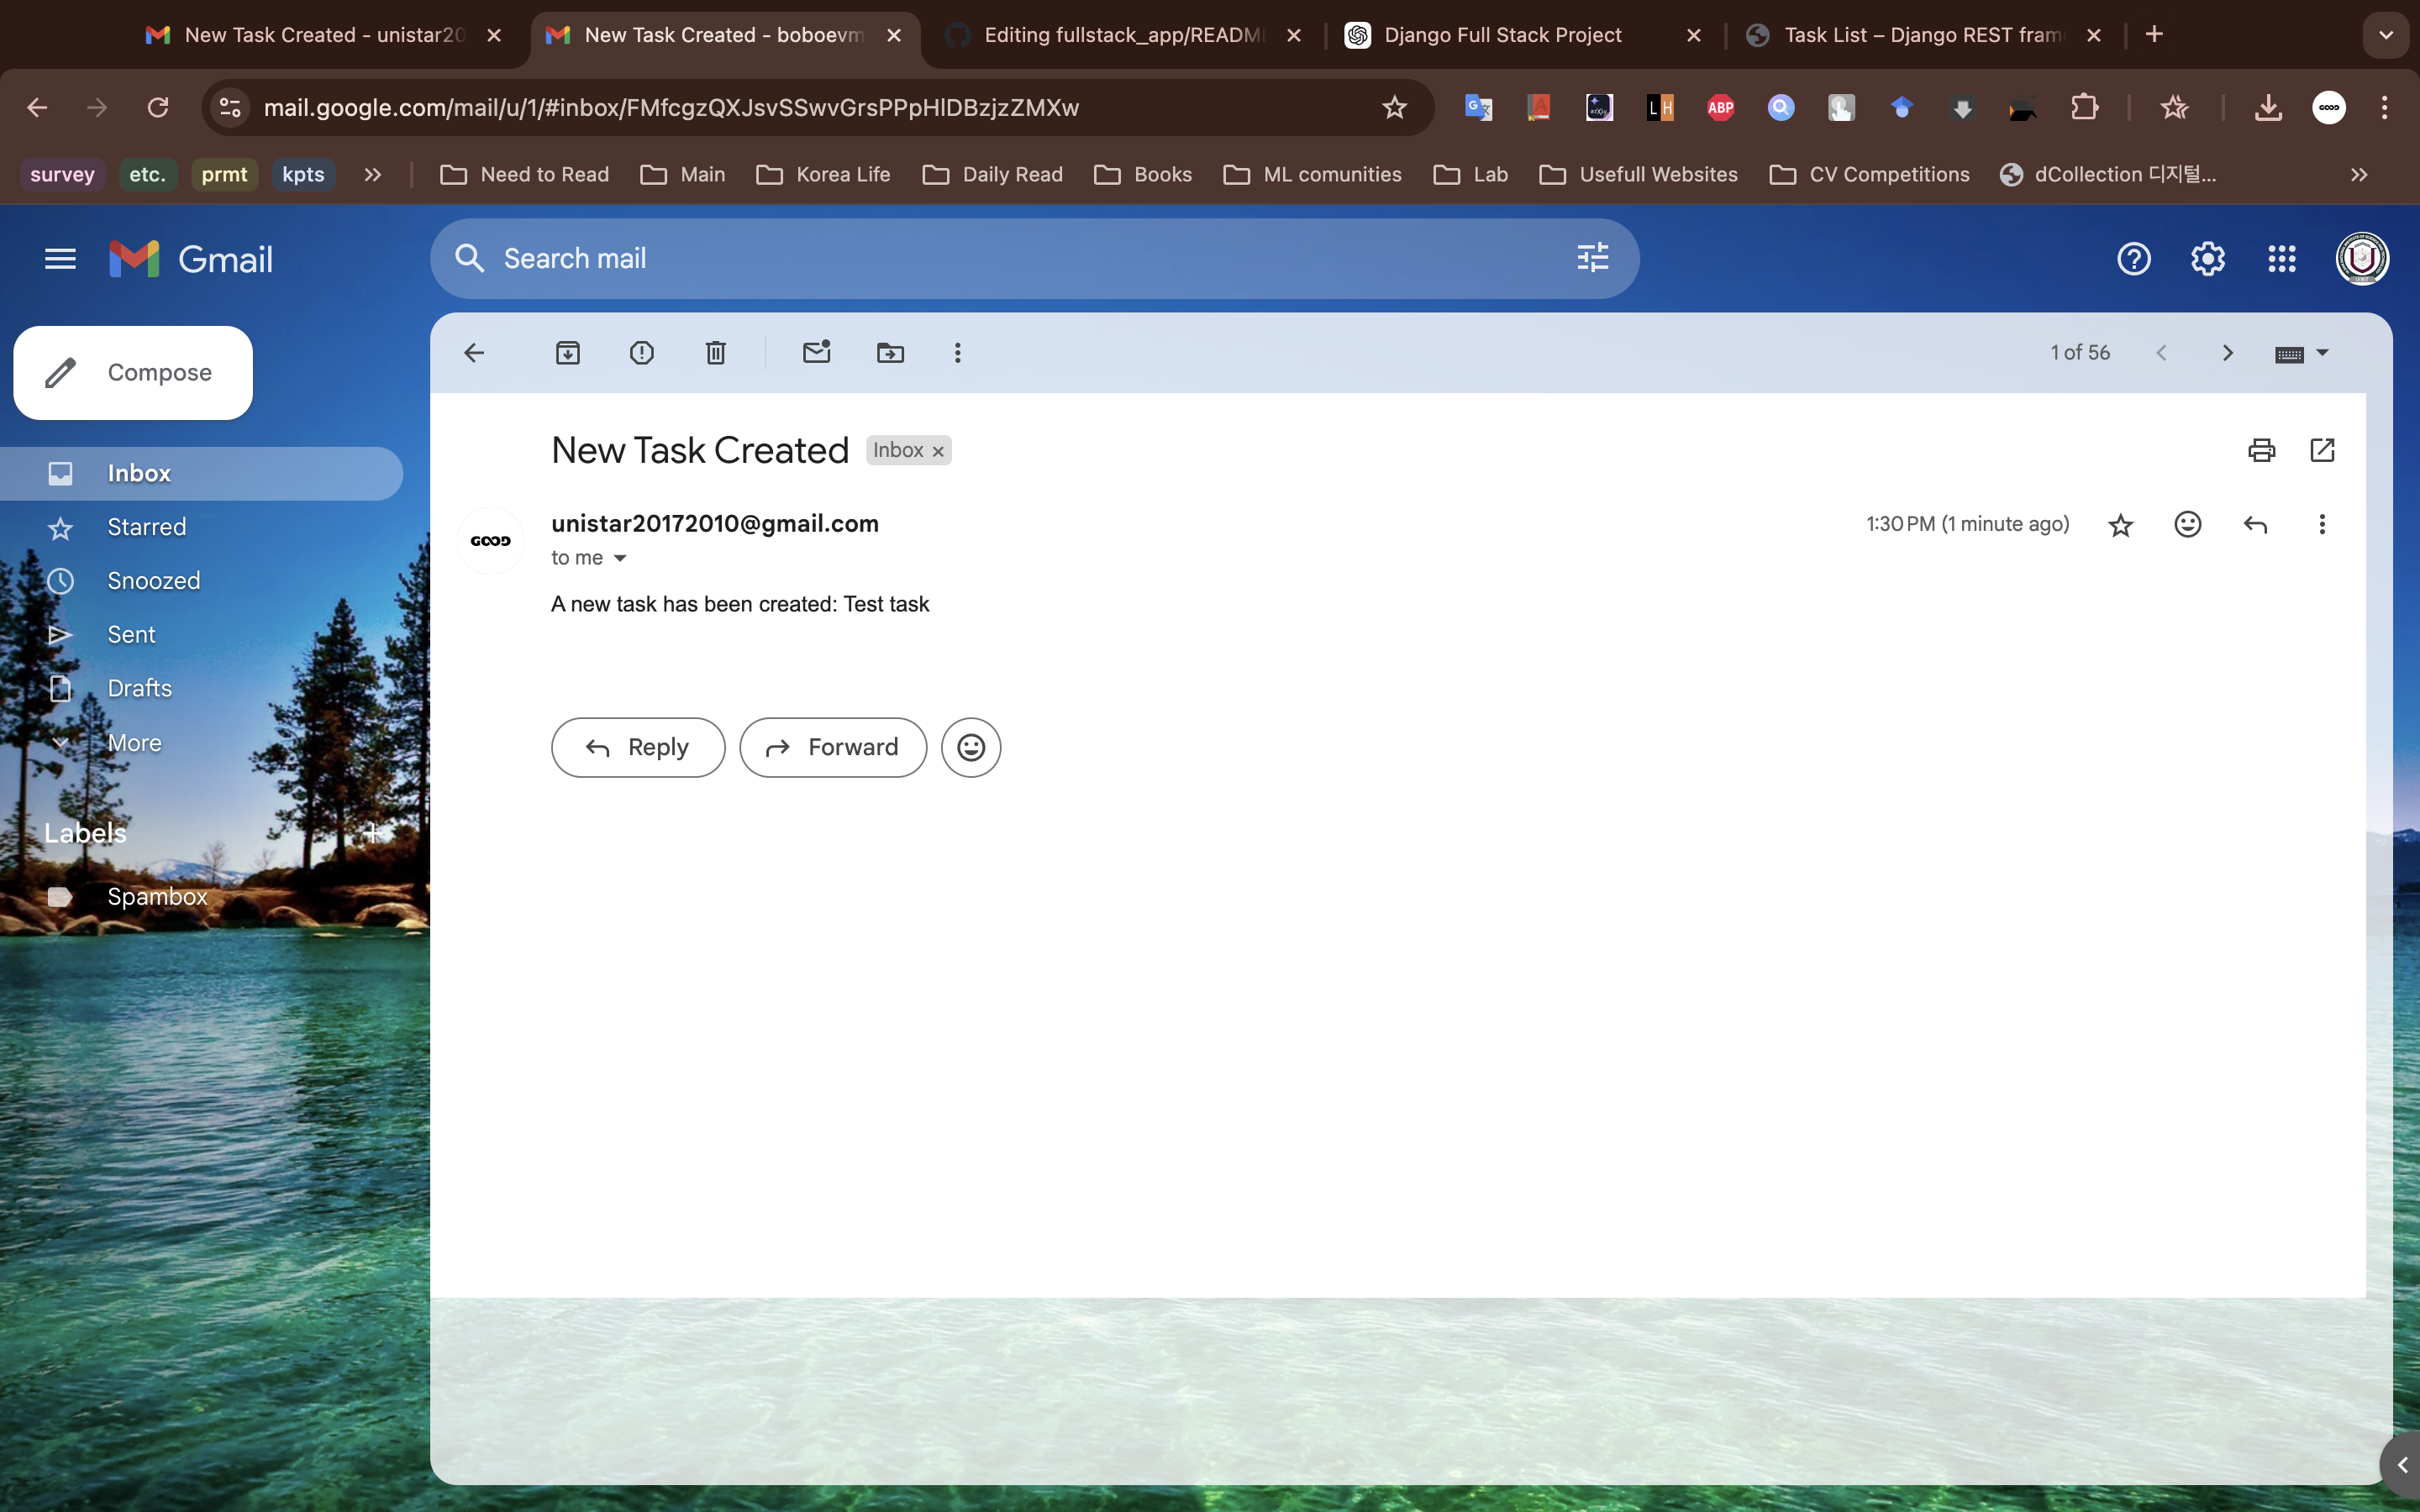 New Task Created - unistar20
New Task Created - boboevm
Editing fullstack_app/READM
Django Full Stack Project
Task List – Django REST fram
mail.google.com/mail/u/1/#inbox/FMfcgzQXJsvSSwvGrsPPpHlDBzjzZMXw
ABP
LH
GOOD
survey
etc.
prmt
kpts
Need to Read
Main
Korea Life
Daily Read
Books
ML comunities
Lab
Usefull Websites
CV Competitions
dCollection 디지털...
Gmail
Search mail
Compose
1 of 56
Inbox
Starred
Snoozed
Sent
Drafts
More
Labels
Spambox
New Task Created
Inbox
GOOD
unistar20172010@gmail.com
1:30 PM (1 minute ago)
to me
A new task has been created: Test task
Reply
Forward